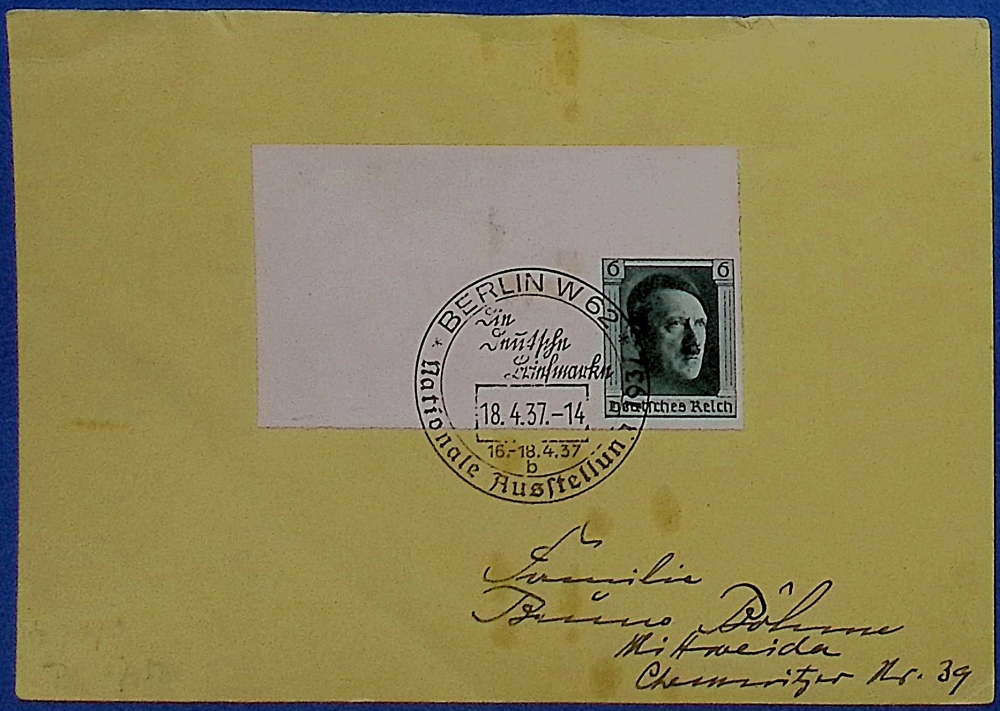 6 6
Deutsches Reich
* BERLIN W 62 *
Die
Deutsche
Briefmarke
18.4.37.-14
16.-18.4.37
b
Nationale Ausstellung 1937
Familie
Bruno Böhme
Mittweida
Chemnitzer Nr. 39